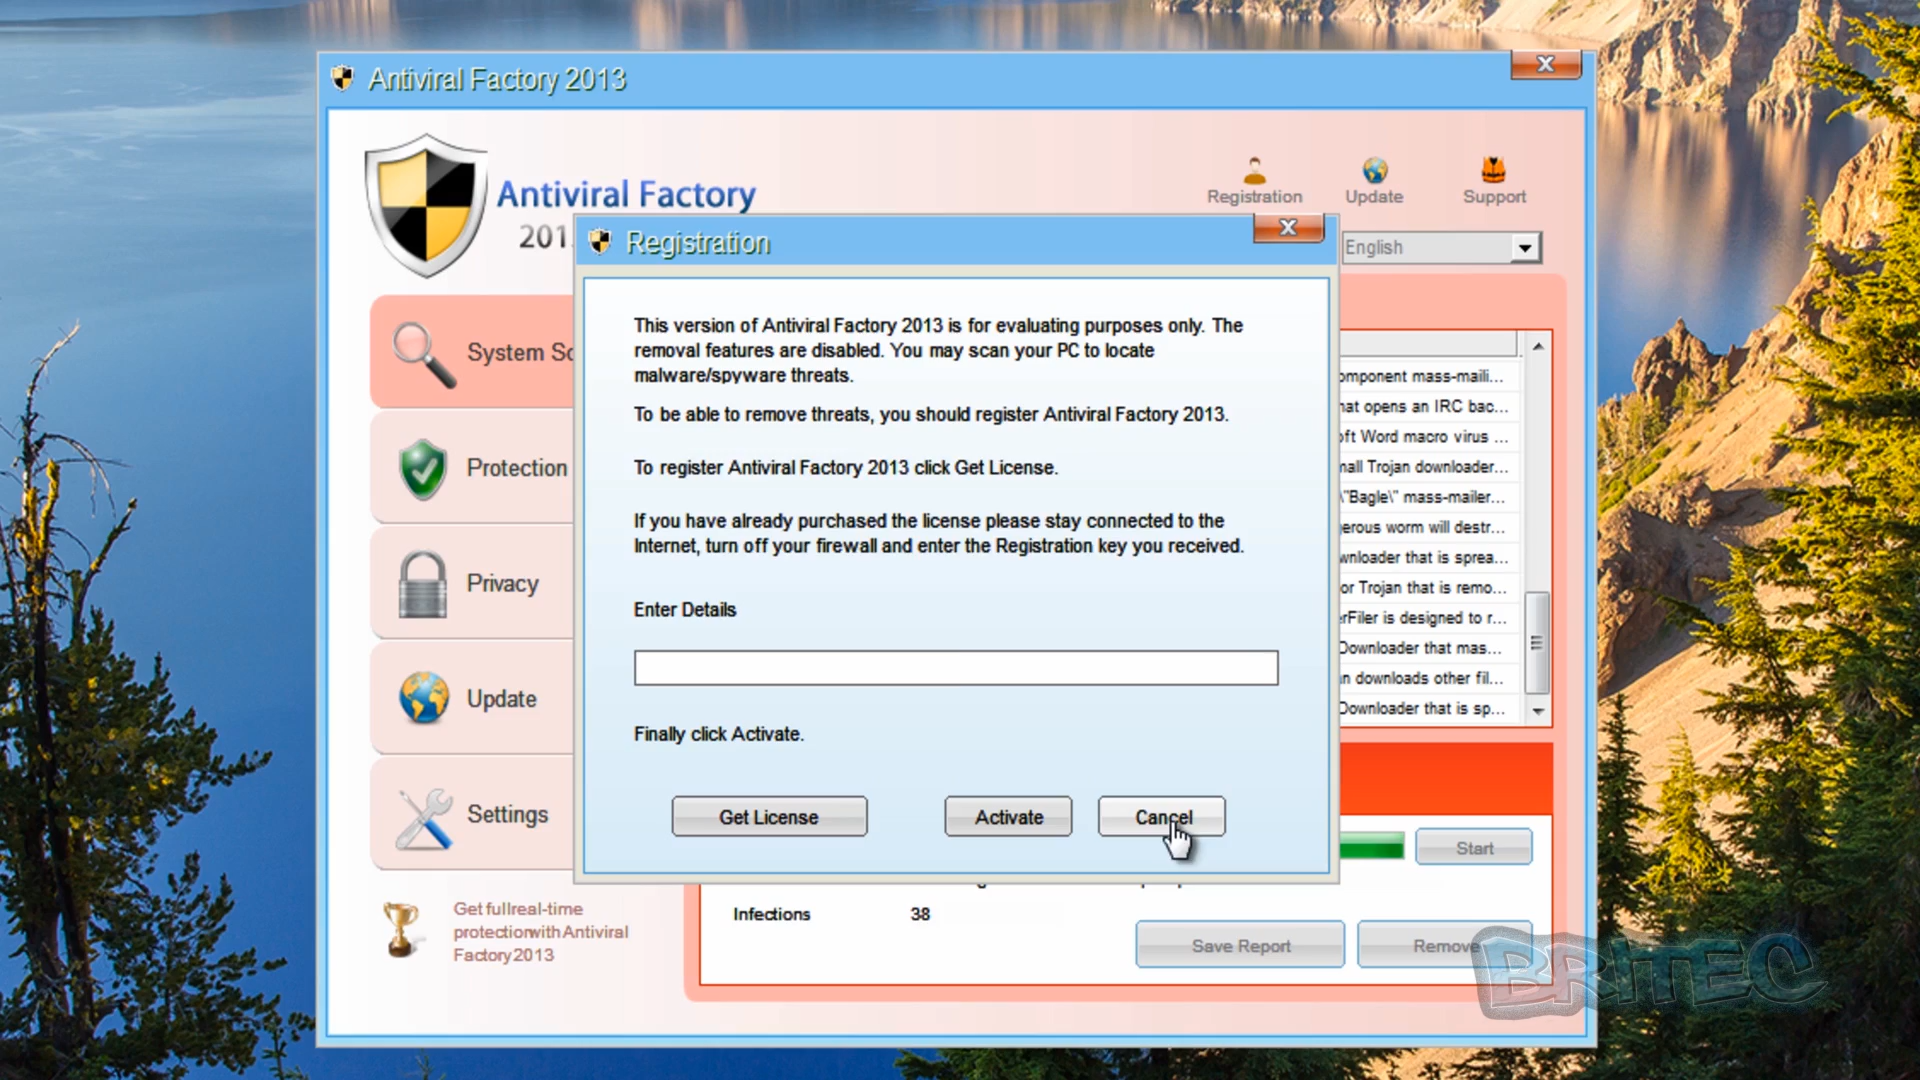 Antiviral Factory 2013
Antiviral Factory
201
Registration
Update
Support
English
Registration
This version of Antiviral Factory 2013 is for evaluating purposes only. The
removal features are disabled. You may scan your PC to locate
malware/spyware threats.
To be able to remove threats, you should register Antiviral Factory 2013.
To register Antiviral Factory 2013 click Get License.
If you have already purchased the license please stay connected to the
Internet, turn off your firewall and enter the Registration key you received.
Enter Details
Finally click Activate.
Get License
Activate
Cancel
System Sc
Protection
Privacy
Update
Settings
Get fullreal-time
protectionwith Antiviral
Factory2013
omponent mass-maili...
hat opens an IRC bac...
oft Word macro virus ...
mall Trojan downloader...
\"Bagle\" mass-mailer...
gerous worm will destr...
wnloader that is sprea...
or Trojan that is remo...
rFiler is designed to r...
Downloader that mas...
an downloads other fil...
Downloader that is sp...
Start
Infections
38
Save Report
Remove
BRITEC